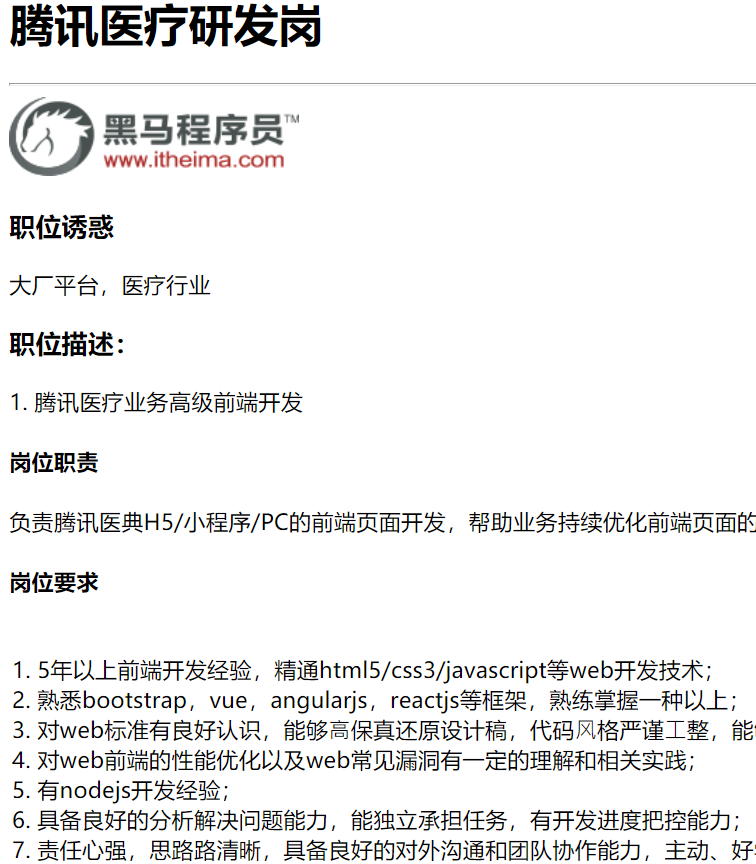 腾讯医疗研发岗
黑马程序员™
www.itheima.com
职位诱惑
大厂平台，医疗行业
职位描述：
1. 腾讯医疗业务高级前端开发
岗位职责
负责腾讯医典H5/小程序/PC的前端页面开发，帮助业务持续优化前端页面的
岗位要求
1. 5年以上前端开发经验，精通html5/css3/javascript等web开发技术；
2. 熟悉bootstrap，vue，angularjs，reactjs等框架，熟练掌握一种以上；
3. 对web标准有良好认识，能够⾼保真还原设计稿，代码⻛格严谨⼯整，能
4. 对web前端的性能优化以及web常见漏洞有一定的理解和相关实践；
5. 有nodejs开发经验；
6. 具备良好的分析解决问题能力，能独立承担任务，有开发进度把控能力；
7. 责任心强，思路路清晰，具备良好的对外沟通和团队协作能力，主动、好